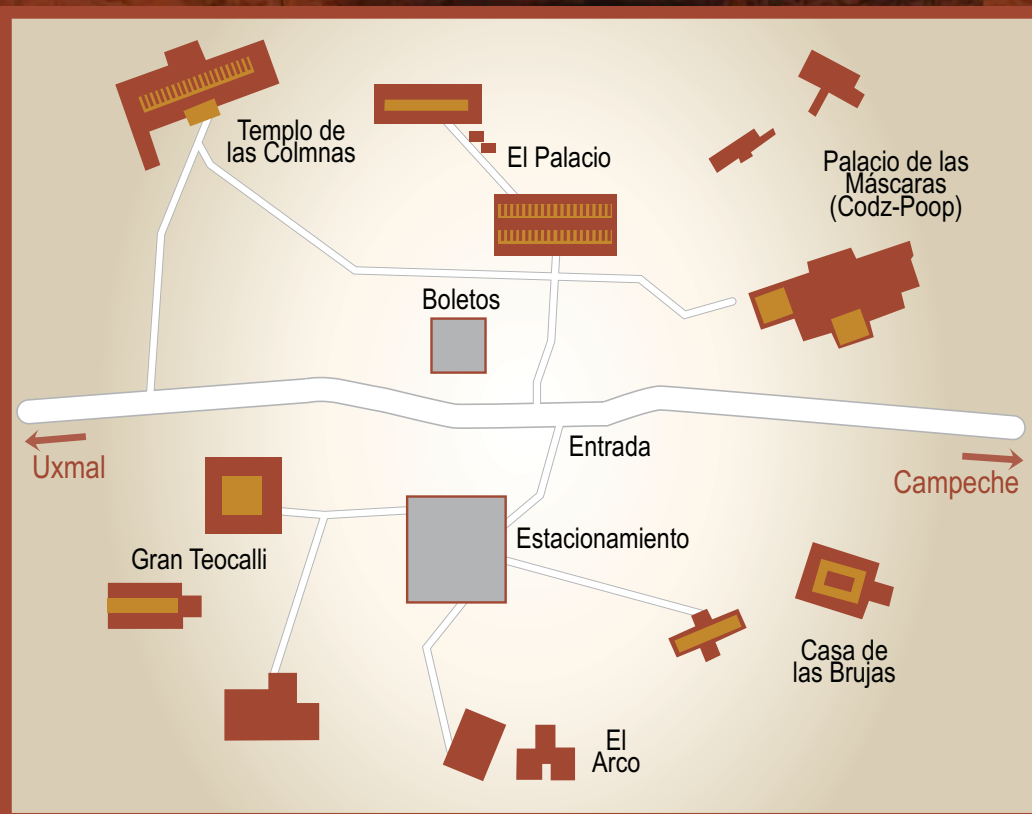 Templo de
las Colmnas
El Palacio
Palacio de las
Máscaras
(Codz-Poop)
Boletos
Entrada
Uxmal
Campeche
Estacionamiento
Gran Teocalli
Casa de
las Brujas
El
Arco